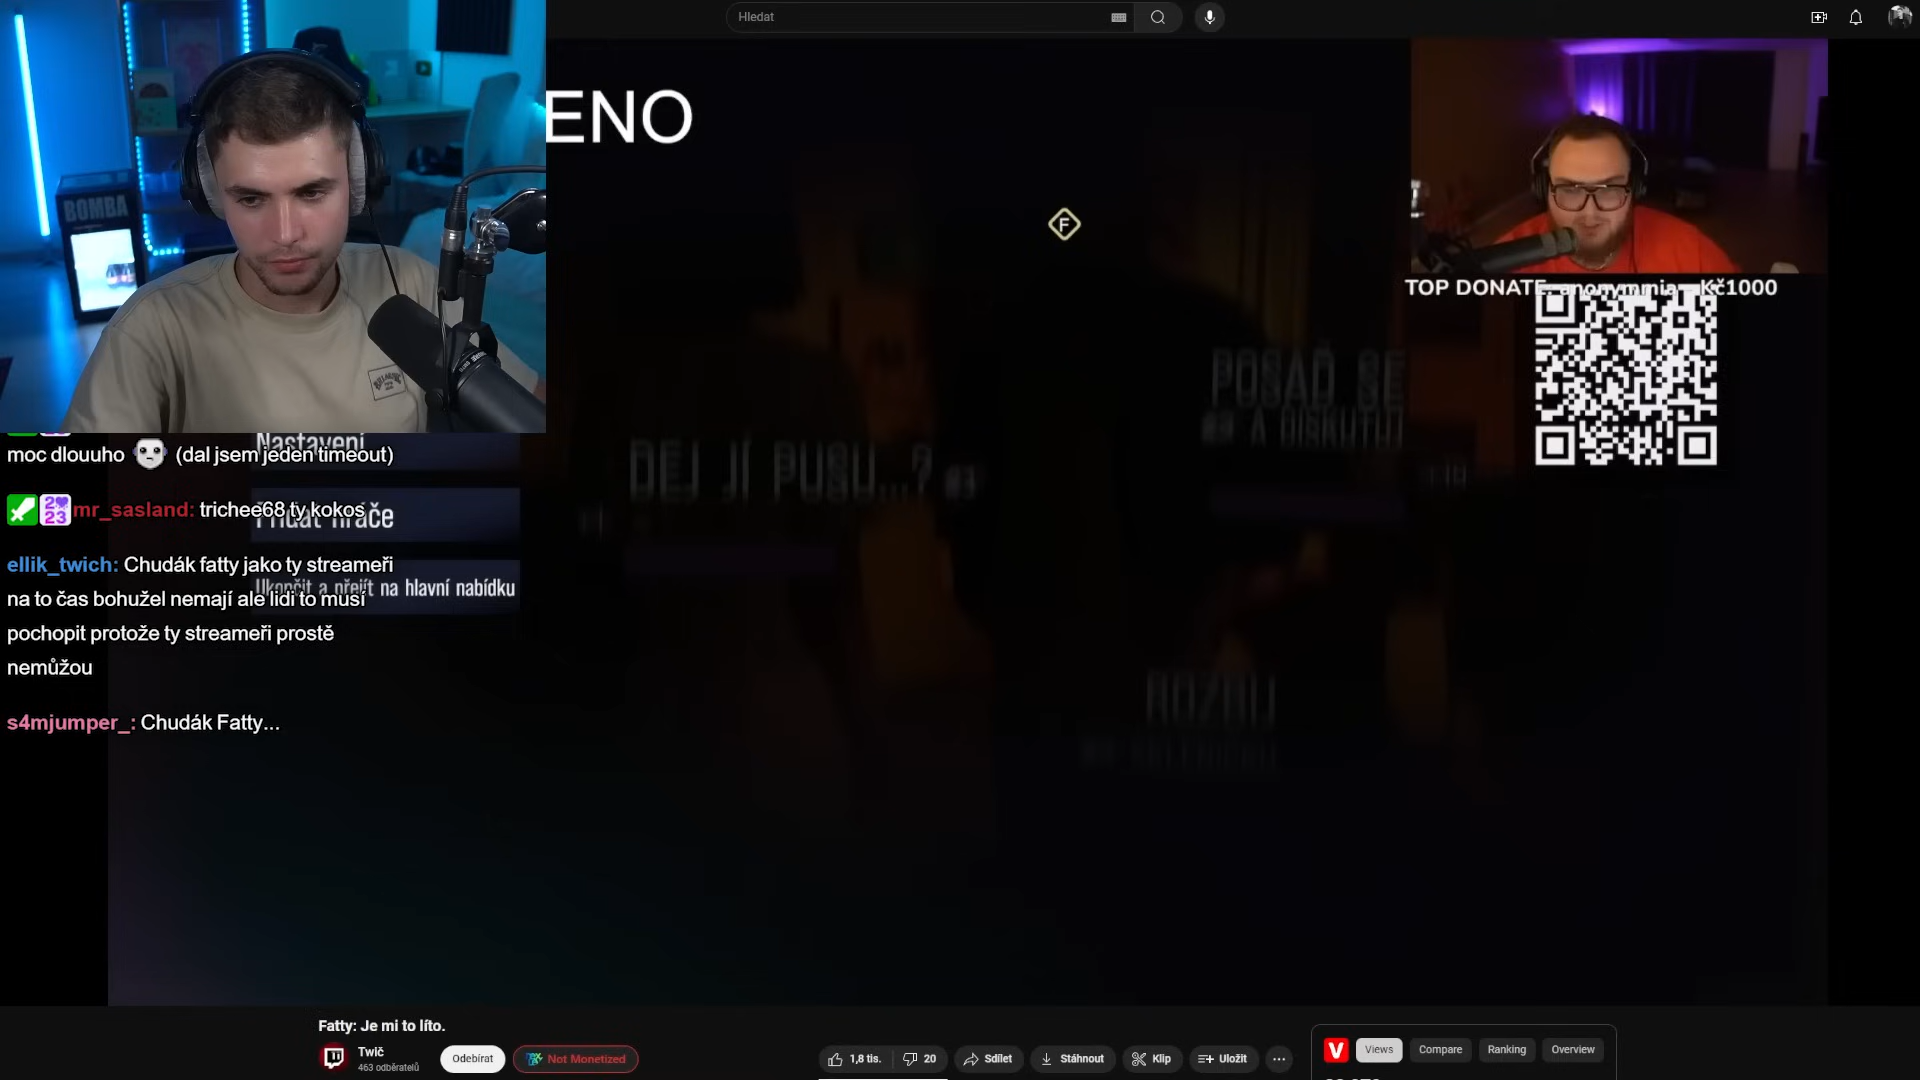 Hledat
ENO
BOMBA
F
TOP DONATE: anonymmia - Kč1000
POSAĎ SE
A DISKUTUJ
DEJ JÍ PUSU...?
Nastavení
moc dlouuho (dal jsem jeden timeout)
mr_sasland: trichee68 ty kokos
Přidat hráče
ellik_twich: Chudák fatty jako ty streameři
na to čas bohužel nemají ale lidi to musí
Ukončit a přejít na hlavní nabídku
pochopit protože ty streameři prostě
nemůžou
s4mjumper_: Chudák Fatty...
Fatty: Je mi to líto.
Twič
463 odběratelů
Odebírat
Not Monetized
1,8 tis.
20
Sdílet
Stáhnout
Klip
Uložit
Views
Compare
Ranking
Overview